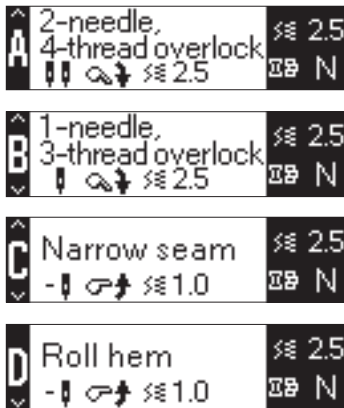 A
2-needle,
4-thread overlock
2.5
2.5
N
B
1-needle,
3-thread overlock
2.5
2.5
N
C
Narrow seam
- 1.0
2.5
N
D
Roll hem
- 1.0
2.5
N